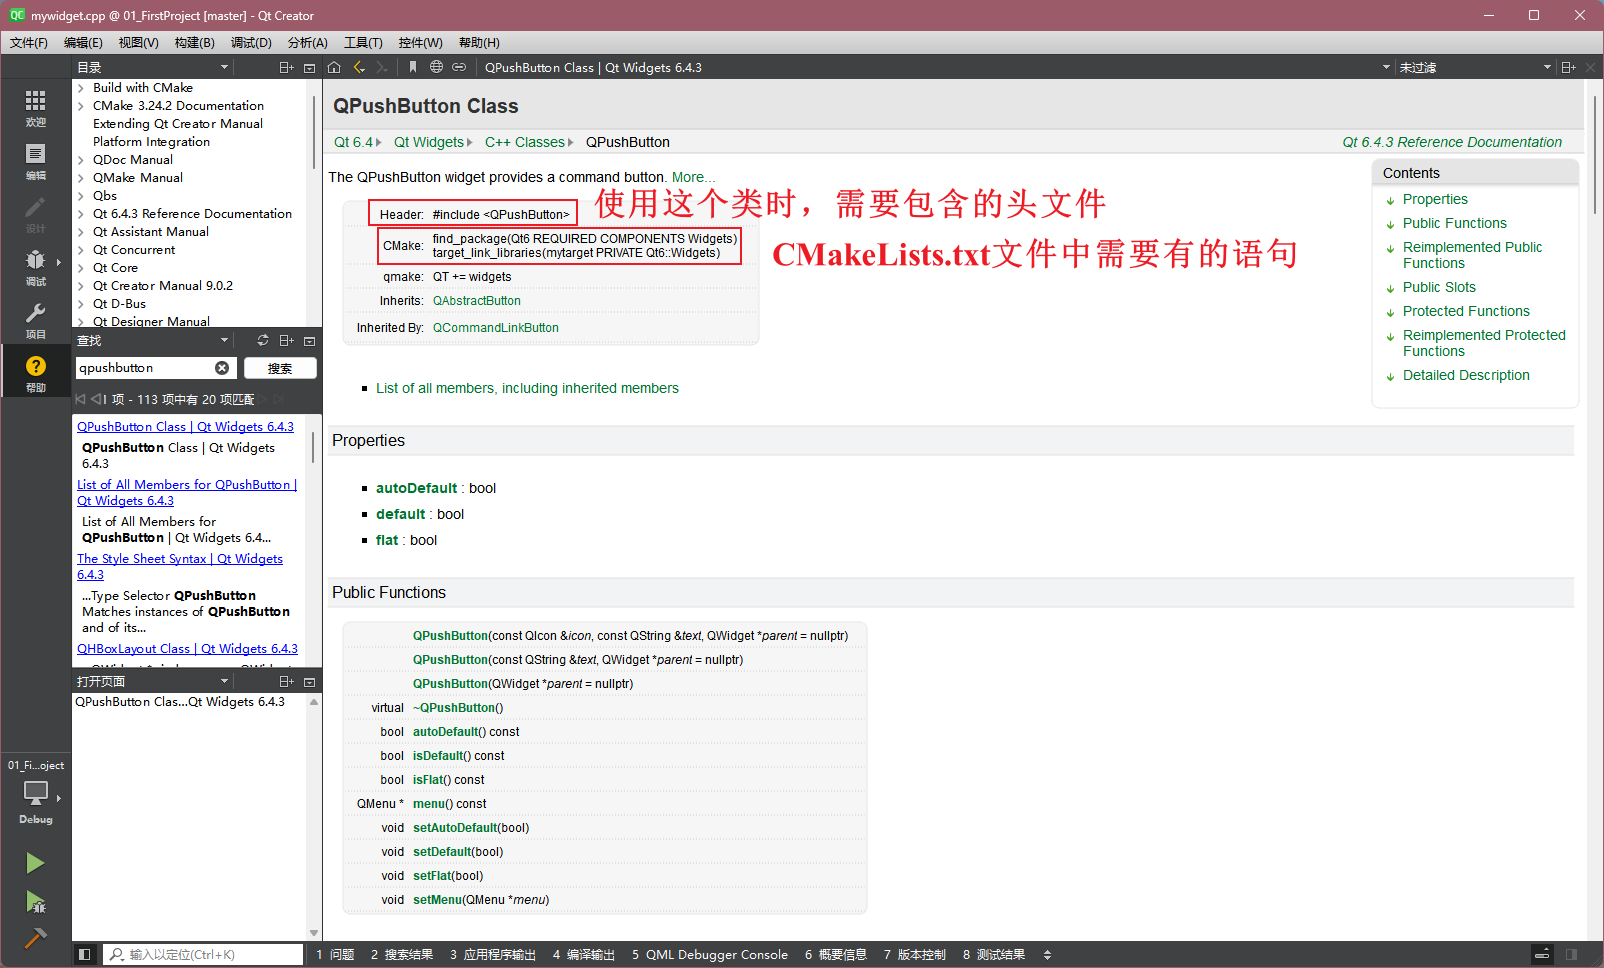 mywidget.cpp @ 01_FirstProject [master] - Qt Creator
文件(F) 编辑(E) 视图(V) 构建(B) 调试(D) 分析(A) 工具(T) 控件(W) 帮助(H)
目录
QPushButton Class | Qt Widgets 6.4.3
未过滤
欢迎
编辑
设计
调试
项目
帮助
Build with CMake
CMake 3.24.2 Documentation
Extending Qt Creator Manual
Platform Integration
QDoc Manual
QMake Manual
Qbs
Qt 6.4.3 Reference Documentation
Qt Assistant Manual
Qt Concurrent
Qt Core
Qt Creator Manual 9.0.2
Qt D-Bus
Qt Designer Manual
查找
qpushbutton
搜索
项 - 113 项中有 20 项匹配
QPushButton Class | Qt Widgets 6.4.3
QPushButton Class | Qt Widgets
6.4.3
List of All Members for QPushButton |
Qt Widgets 6.4.3
List of All Members for
QPushButton | Qt Widgets 6.4...
The Style Sheet Syntax | Qt Widgets
6.4.3
...Type Selector QPushButton
Matches instances of QPushButton
and of its...
QHBoxLayout Class | Qt Widgets 6.4.3
打开页面
QPushButton Clas...Qt Widgets 6.4.3
01_Fi...oject
Debug
QPushButton Class
Qt 6.4 Qt Widgets C++ Classes QPushButton
Qt 6.4.3 Reference Documentation
The QPushButton widget provides a command button. More...
Header: #include <QPushButton>
使用这个类时，需要包含的头文件
CMake: find_package(Qt6 REQUIRED COMPONENTS Widgets)
target_link_libraries(mytarget PRIVATE Qt6::Widgets)
CMakeLists.txt文件中需要有的语句
qmake: QT += widgets
Inherits: QAbstractButton
Inherited By: QCommandLinkButton
Contents
Properties
Public Functions
Reimplemented Public
Functions
Public Slots
Protected Functions
Reimplemented Protected
Functions
Detailed Description
List of all members, including inherited members
Properties
autoDefault : bool
default : bool
flat : bool
Public Functions
QPushButton(const QIcon &icon, const QString &text, QWidget *parent = nullptr)
QPushButton(const QString &text, QWidget *parent = nullptr)
QPushButton(QWidget *parent = nullptr)
virtual ~QPushButton()
bool autoDefault() const
bool isDefault() const
bool isFlat() const
QMenu * menu() const
void setAutoDefault(bool)
void setDefault(bool)
void setFlat(bool)
void setMenu(QMenu *menu)
输入以定位(Ctrl+K)
1 问题 2 搜索结果 3 应用程序输出 4 编译输出 5 QML Debugger Console 6 概要信息 7 版本控制 8 测试结果